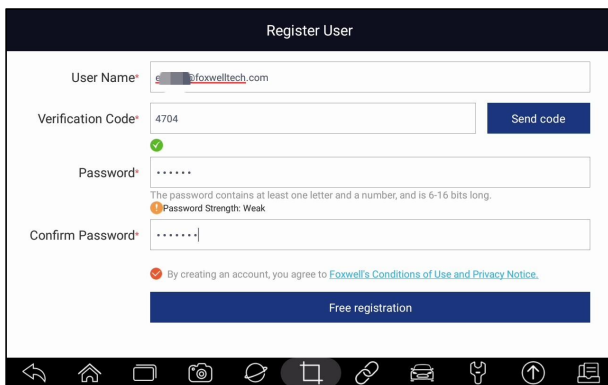 Register User
User Name*
@foxwelltech.com
Verification Code*
4704
Send code
Password*
······
The password contains at least one letter and a number, and is 6-16 bits long.
Password Strength: Weak
Confirm Password*
·······
By creating an account, you agree to Foxwell's Conditions of Use and Privacy Notice.
Free registration